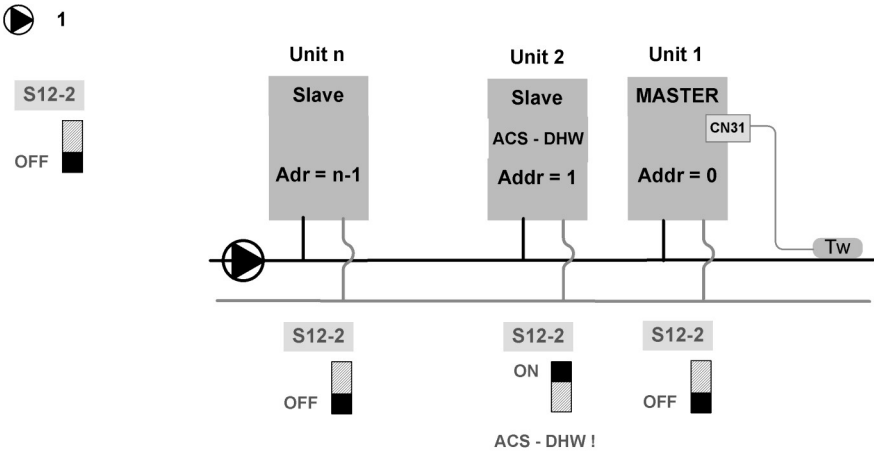 1
S12-2
OFF
Unit n
Slave
Adr = n-1
Unit 2
Slave
ACS - DHW
Addr = 1
Unit 1
MASTER
CN31
Addr = 0
Tw
S12-2
OFF
S12-2
ON
ACS - DHW !
S12-2
OFF